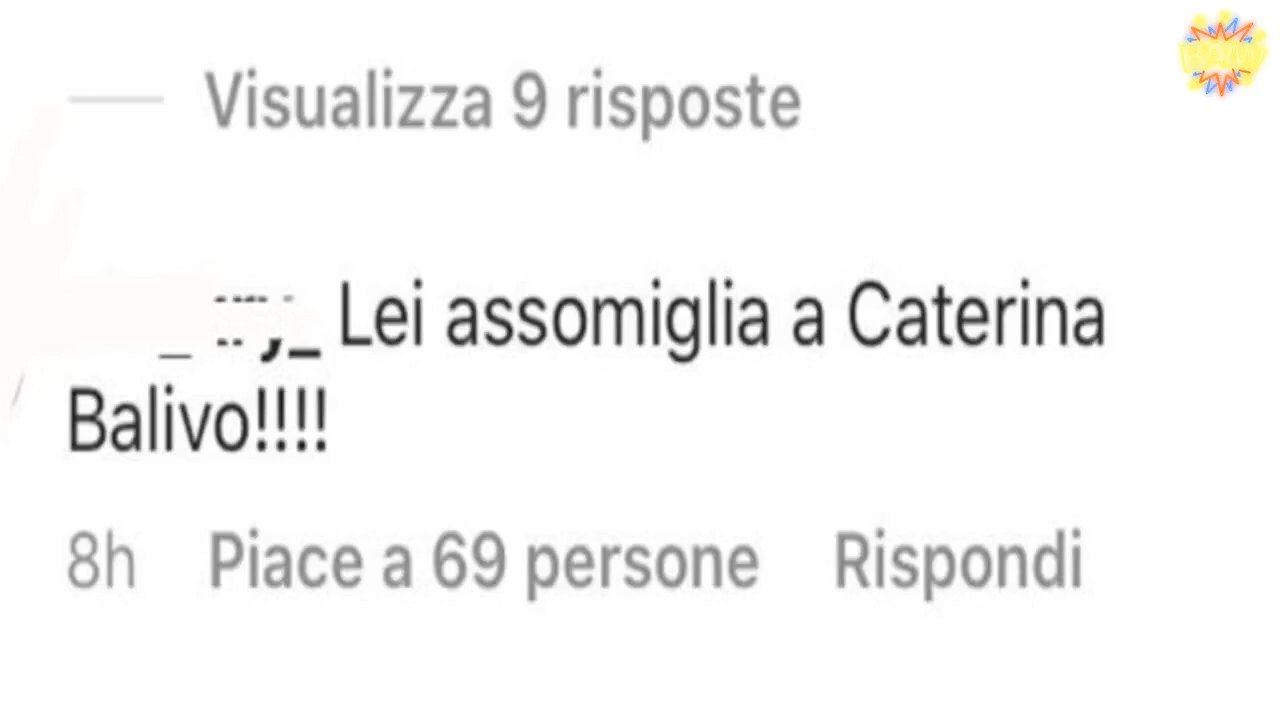 Visualizza 9 risposte
Lei assomiglia a Caterina
Balivo!!!!
8h Piace a 69 persone Rispondi